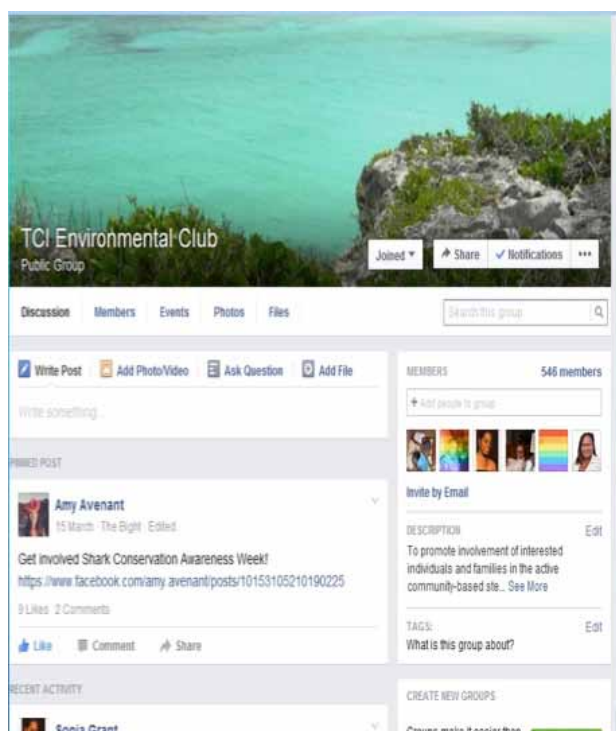 TCI Environmental Club
Public Group
Joined
Share
Notifications
Discussion
Members
Events
Photos
Files
Search this group
Write Post
Add Photo/Video
Ask Question
Add File
Write something...
PINNED POST
Amy Avenant
15 March · The Bight · Edited
Get involved Shark Conservation Awareness Week!
https://www.facebook.com/amy.avenant/posts/10153105210190225
9 Likes 2 Comments
Like
Comment
Share
RECENT ACTIVITY
Sonia Grant
MEMBERS
546 members
+ Add people to group
Invite by Email
DESCRIPTION
Edit
To promote involvement of interested
individuals and families in the active
community-based ste... See More
TAGS:
Edit
What is this group about?
CREATE NEW GROUPS
Groups make it easier than